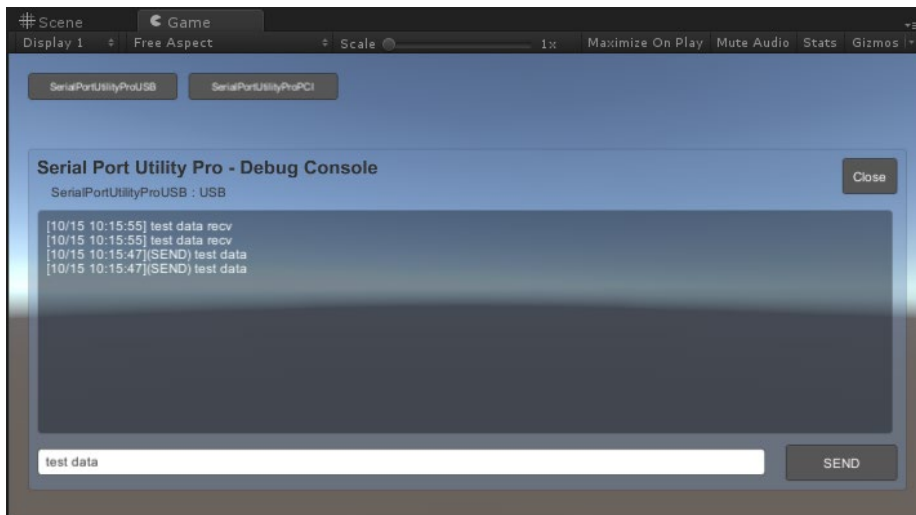 Scene Game
Display 1 Free Aspect Scale 1x Maximize On Play Mute Audio Stats Gizmos
SerialPortUtilityProUSB SerialPortUtilityProPCI
Serial Port Utility Pro - Debug Console
SerialPortUtilityProUSB : USB
Close
[10/15 10:15:55] test data recv
[10/15 10:15:55] test data recv
[10/15 10:15:47](SEND) test data
[10/15 10:15:47](SEND) test data
test data
SEND